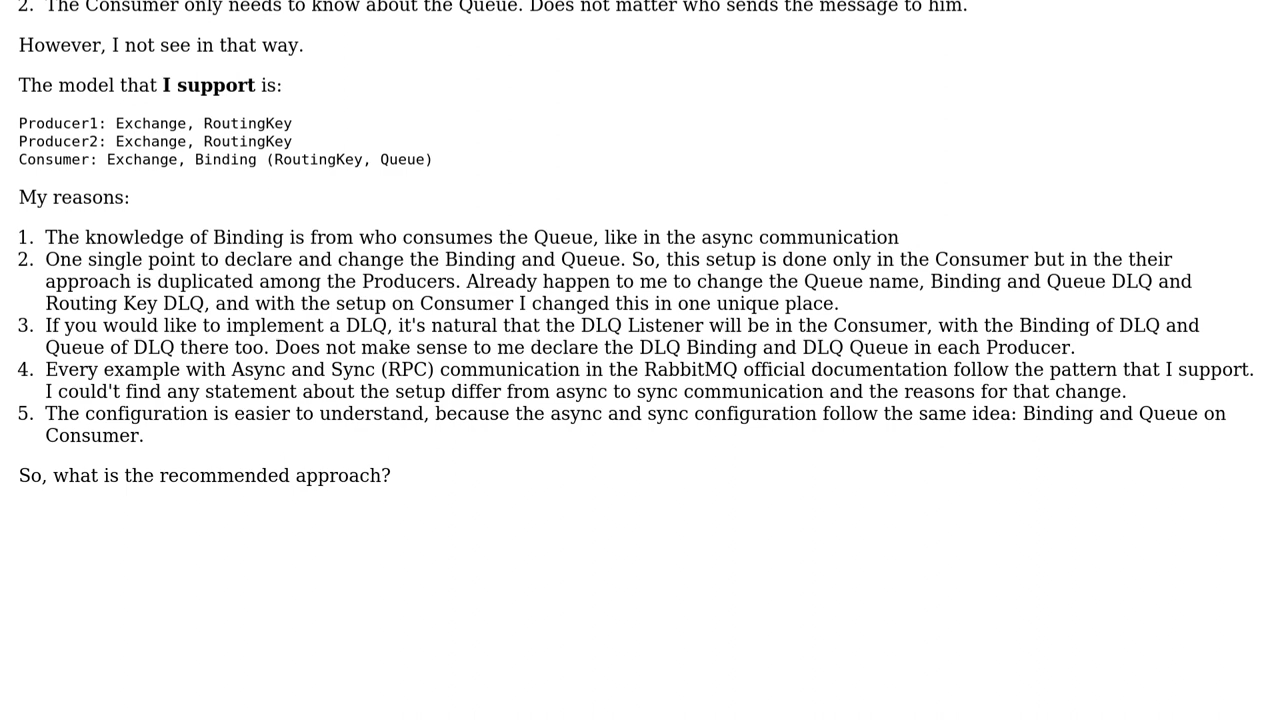 2. The Consumer only needs to know about the Queue. Does not matter who sends the message to him.
However, I not see in that way.
The model that I support is:
Producer1: Exchange, RoutingKey
Producer2: Exchange, RoutingKey
Consumer: Exchange, Binding (RoutingKey, Queue)
My reasons:
1. The knowledge of Binding is from who consumes the Queue, like in the async communication
2. One single point to declare and change the Binding and Queue. So, this setup is done only in the Consumer but in the their
approach is duplicated among the Producers. Already happen to me to change the Queue name, Binding and Queue DLQ and
Routing Key DLQ, and with the setup on Consumer I changed this in one unique place.
3. If you would like to implement a DLQ, it's natural that the DLQ Listener will be in the Consumer, with the Binding of DLQ and
Queue of DLQ there too. Does not make sense to me declare the DLQ Binding and DLQ Queue in each Producer.
4. Every example with Async and Sync (RPC) communication in the RabbitMQ official documentation follow the pattern that I support.
I could't find any statement about the setup differ from async to sync communication and the reasons for that change.
5. The configuration is easier to understand, because the async and sync configuration follow the same idea: Binding and Queue on
Consumer.
So, what is the recommended approach?